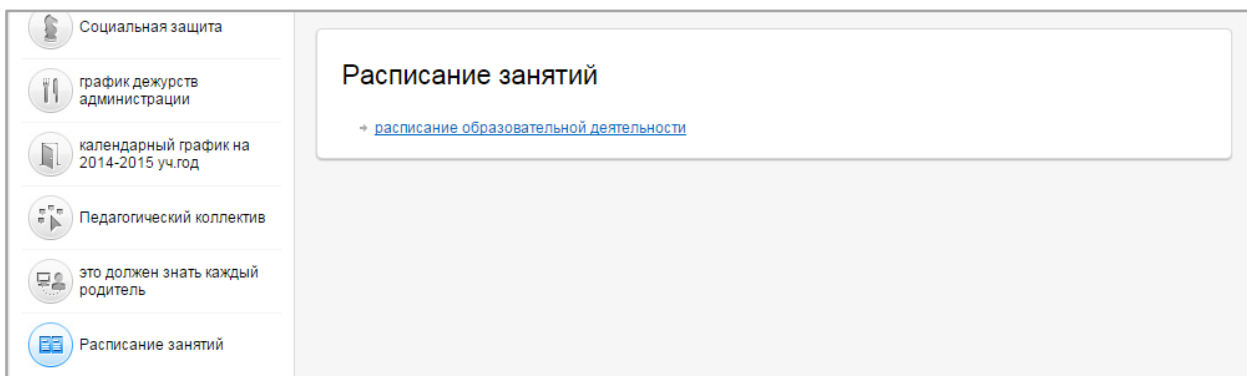 Социальная защита
график дежурств
администрации
календарный график на
2014-2015 уч.год
Педагогический коллектив
это должен знать каждый
родитель
Расписание занятий
Расписание занятий
расписание образовательной деятельности